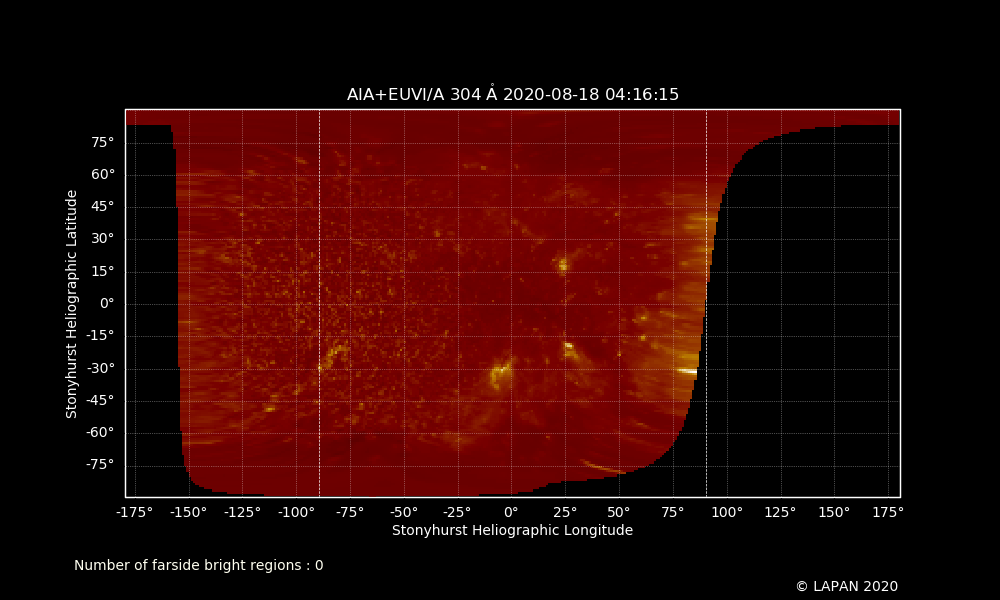 AIA+EUVI/A 304 Å 2020-08-18 04:16:15
75°
60°
45°
30°
15°
0°
-15°
-30°
-45°
-60°
-75°
Stonyhurst Heliographic Latitude
-175° -150° -125° -100° -75° -50° -25° 0° 25° 50° 75° 100° 125° 150° 175°
Stonyhurst Heliographic Longitude
Number of farside bright regions : 0
© LAPAN 2020